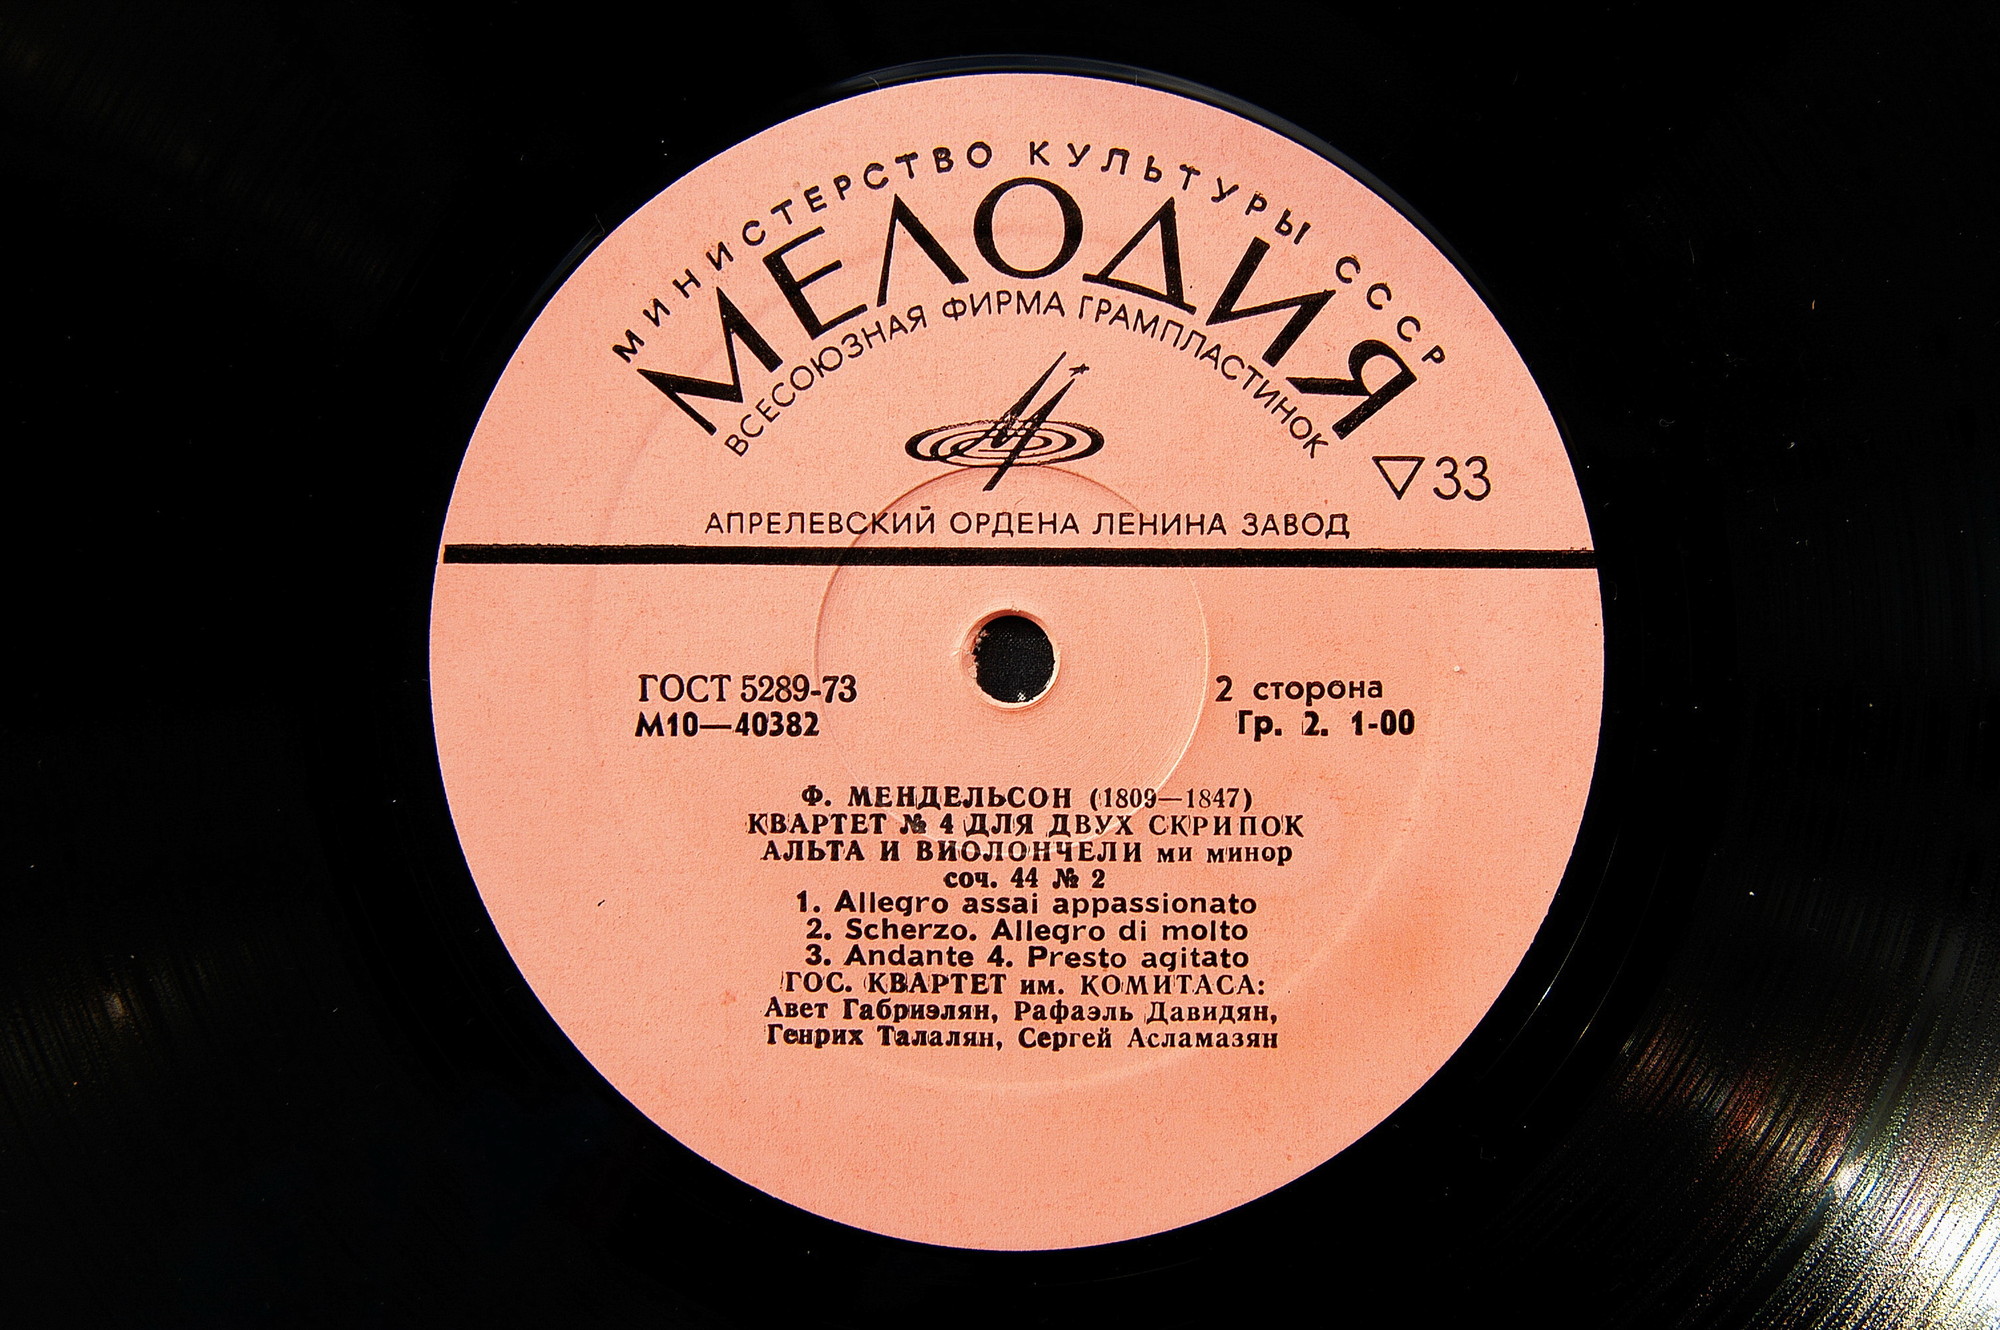 МИНИСТЕРСТВО КУЛЬТУРЫ СССР
МЕЛОДИЯ
ВСЕСОЮЗНАЯ ФИРМА ГРАМПЛАСТИНОК
33
АПРЕЛЕВСКИЙ ОРДЕНА ЛЕНИНА ЗАВОД
ГОСТ 5289-73
М10—40382
2 сторона
Гр. 2. 1-00
Ф. МЕНДЕЛЬСОН (1809—1847)
КВАРТЕТ № 4 ДЛЯ ДВУХ СКРИПОК
АЛЬТА И ВИОЛОНЧЕЛИ ми минор
соч. 44 № 2
1. Allegro assai appassionato
2. Scherzo. Allegro di molto
3. Andante 4. Presto agitato
ГОС. КВАРТЕТ им. КОМИТАСА:
Авет Габриэлян, Рафаэль Давидян,
Генрих Талалян, Сергей Асламазян